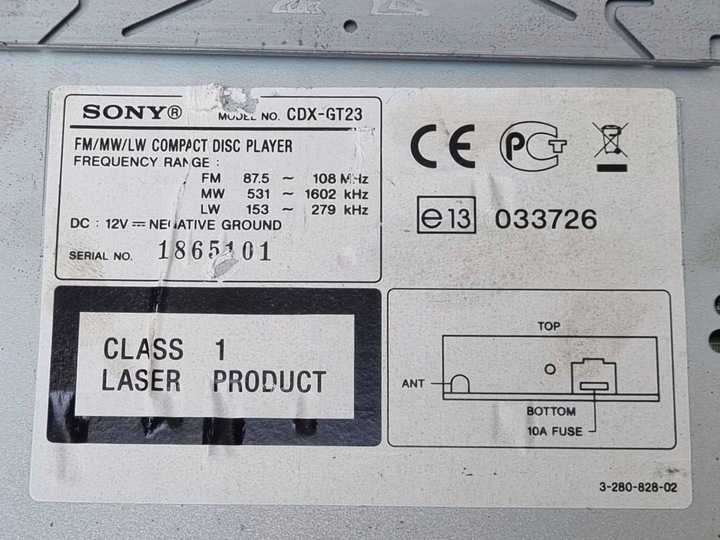 SONY® MODEL NO. CDX-GT23
FM/MW/LW COMPACT DISC PLAYER
FREQUENCY RANGE :
FM 87.5 ~ 108 MHz
MW 531 ~ 1602 kHz
LW 153 ~ 279 kHz
DC : 12V ⎓ NEGATIVE GROUND
SERIAL NO. 1865101
CE PCT
e13 033726
CLASS 1
LASER PRODUCT
TOP
ANT
BOTTOM
10A FUSE
3-280-828-02